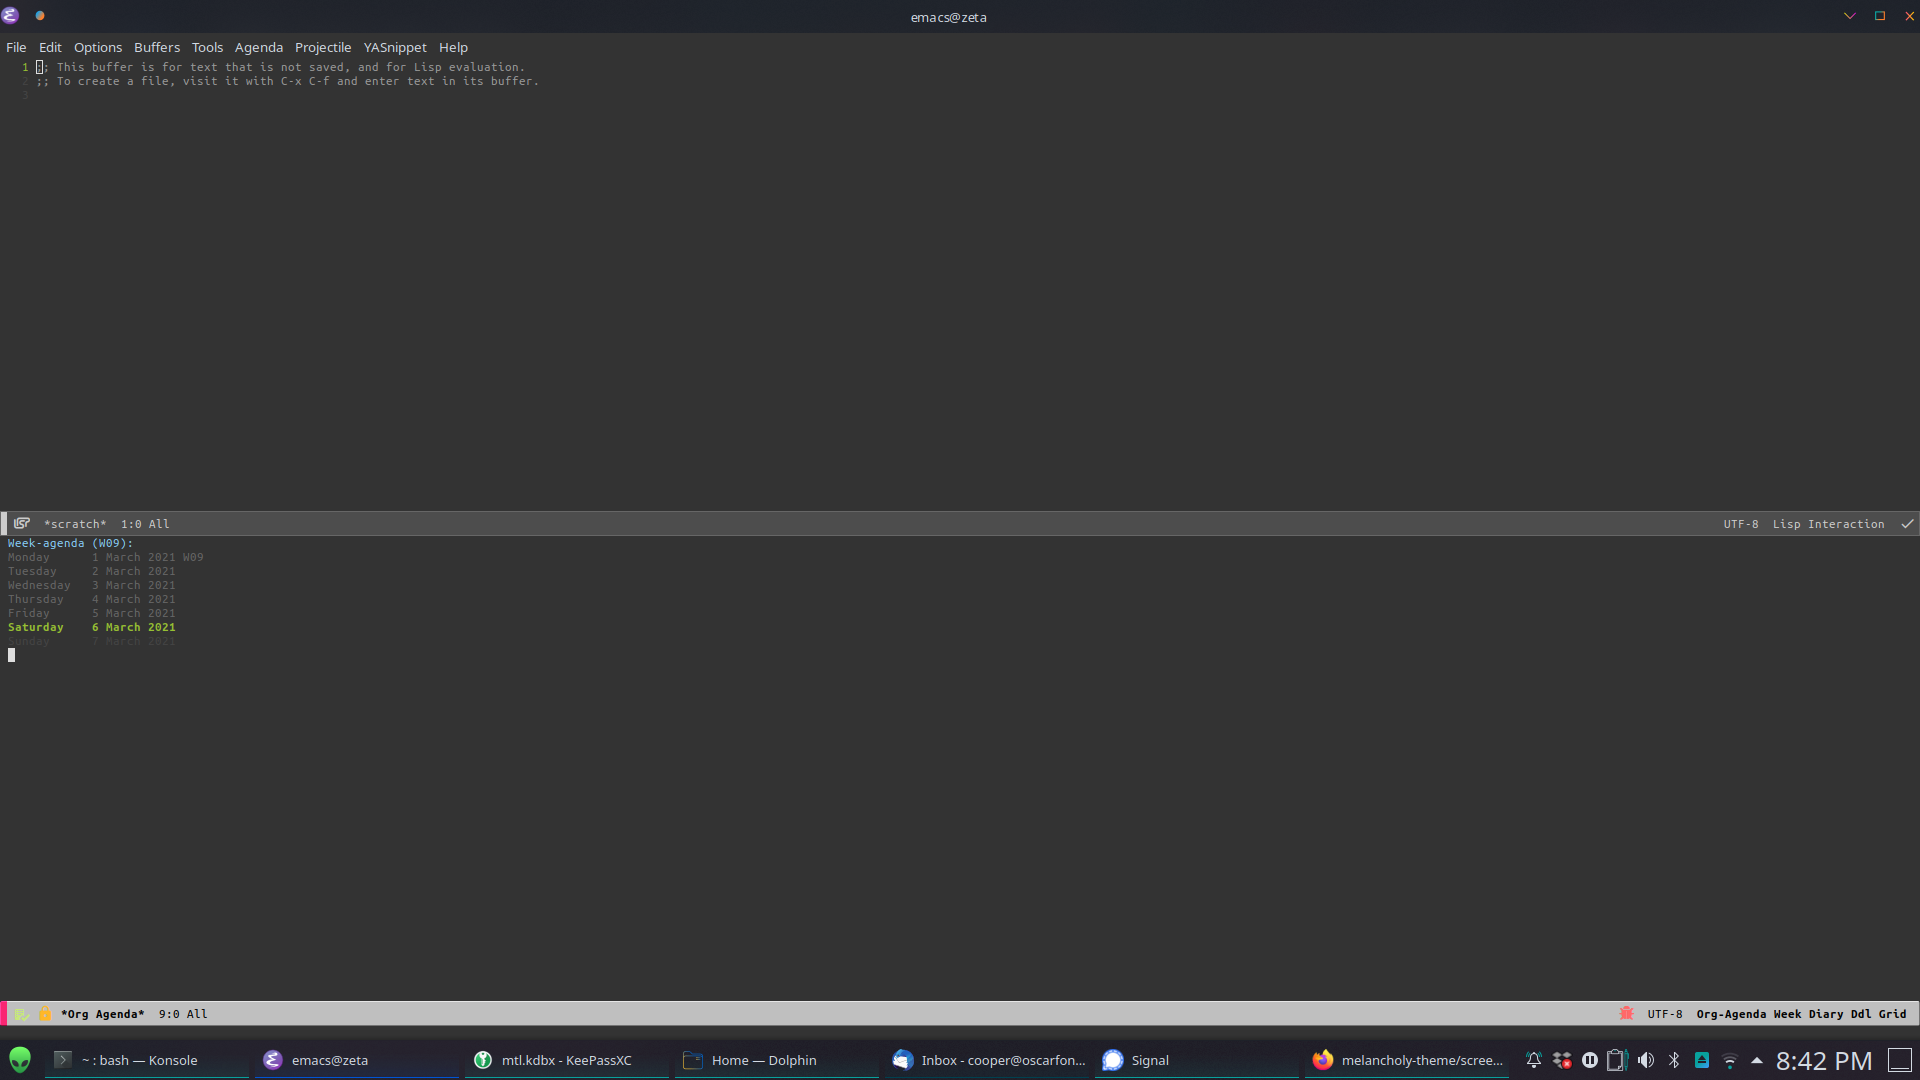 emacs@zeta
File Edit Options Buffers Tools Agenda Projectile YASnippet Help
1 ;; This buffer is for text that is not saved, and for Lisp evaluation.
2 ;; To create a file, visit it with C-x C-f and enter text in its buffer.
3
*scratch* 1:0 All UTF-8 Lisp Interaction
Week-agenda (W09):
Monday 1 March 2021 W09
Tuesday 2 March 2021
Wednesday 3 March 2021
Thursday 4 March 2021
Friday 5 March 2021
Saturday 6 March 2021
Sunday 7 March 2021
*Org Agenda* 9:0 All UTF-8 Org-Agenda Week Diary Ddl Grid
~ : bash — Konsole emacs@zeta mtl.kdbx - KeePassXC Home — Dolphin Inbox - cooper@oscarfon... Signal melancholy-theme/scree... 8:42 PM